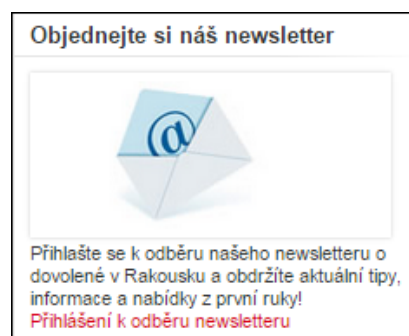 Objednejte si náš newsletter
@
Přihlašte se k odběru našeho newsletteru o
dovolené v Rakousku a obdržíte aktuální tipy,
informace a nabídky z první ruky!
Přihlášení k odběru newsletteru